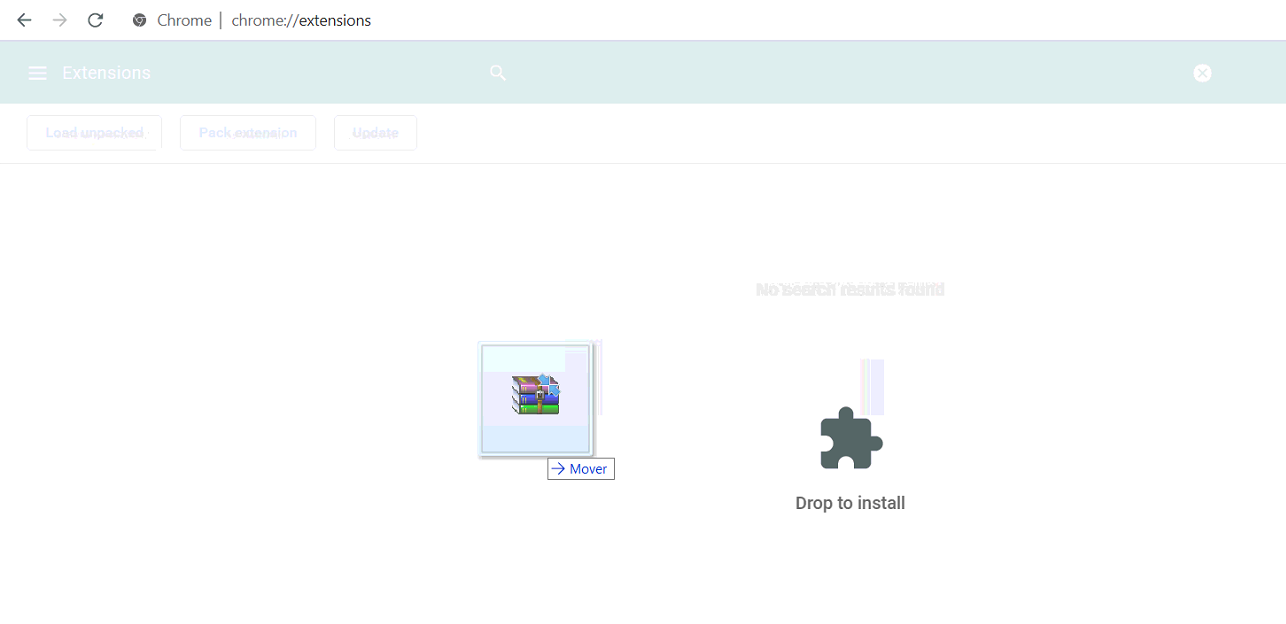 Chrome | chrome://extensions
Extensions
Load unpacked
Pack extension
Update
No search results found
Mover
Drop to install